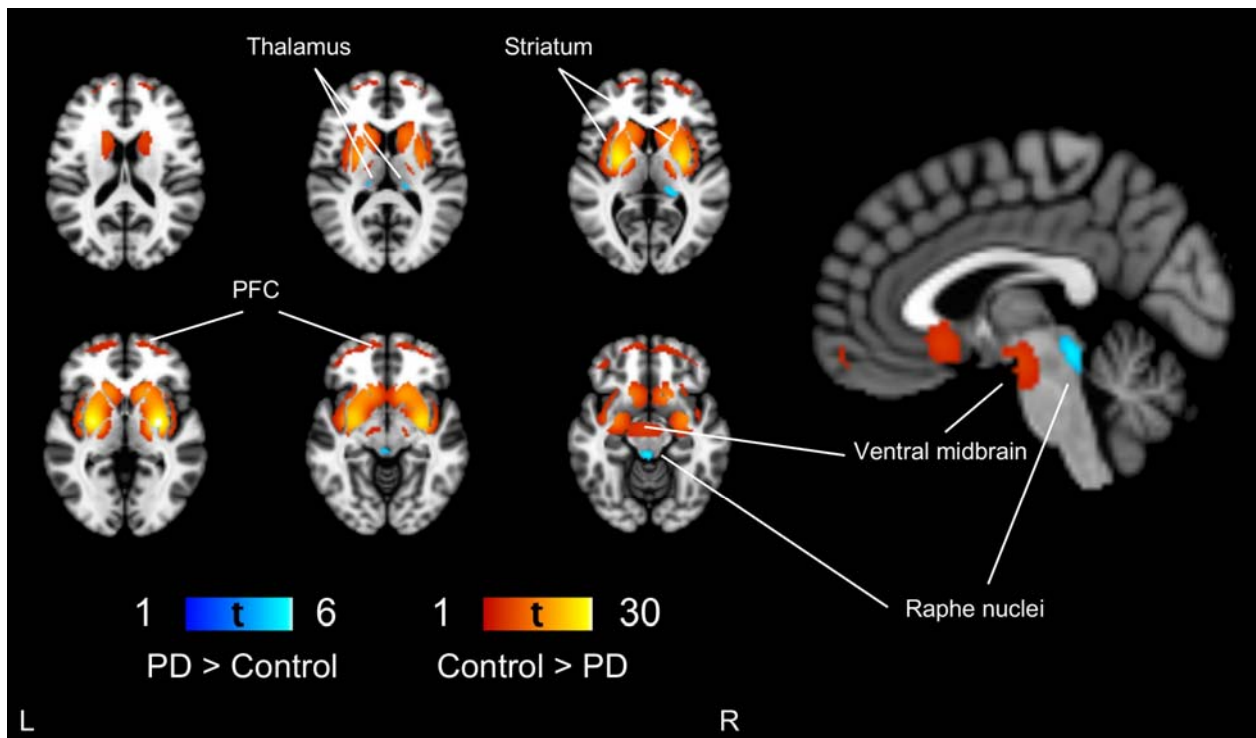 Thalamus
Striatum
PFC
Ventral midbrain
Raphe nuclei
1 t 6
1 t 30
PD > Control
Control > PD
L
R